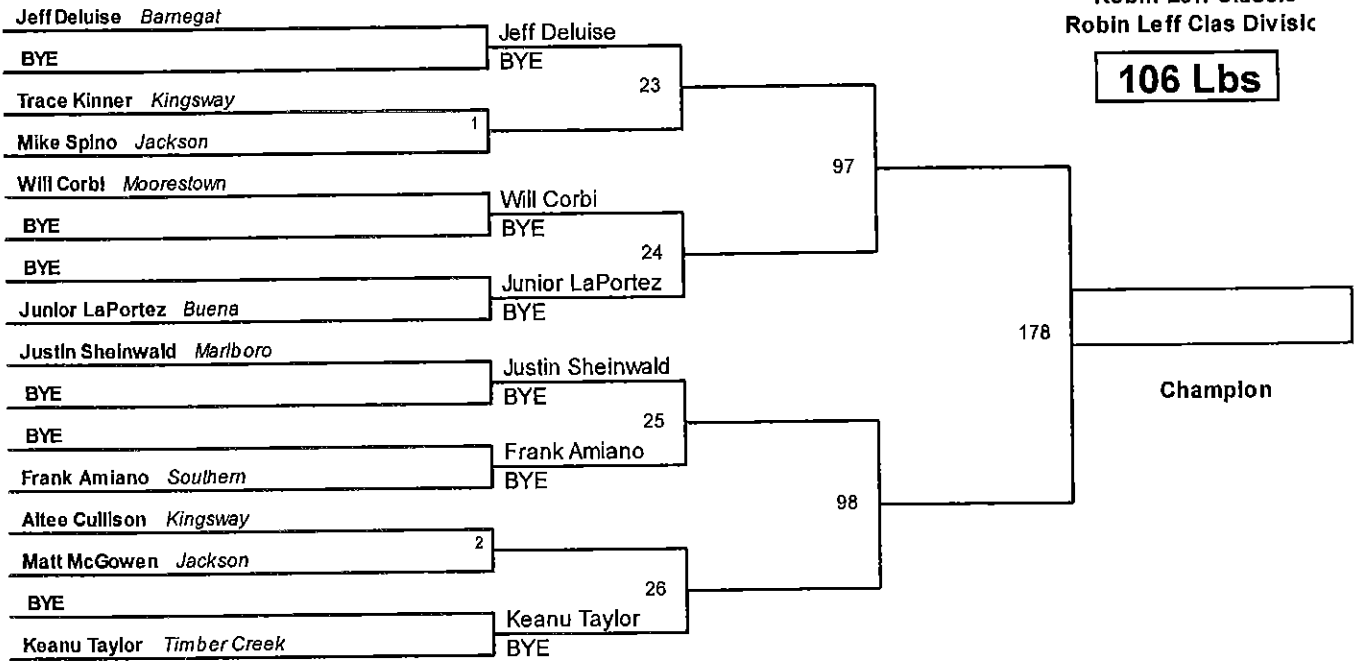 Robin Leff Classic
Robin Leff Clas Divisic
106 Lbs
Jeff Deluise Barnegat
BYE
Trace Kinner Kingsway
Mike Spino Jackson
Will Corbi Moorestown
BYE
BYE
Junior LaPortez Buena
Justin Sheinwald Marlboro
BYE
BYE
Frank Amiano Southern
Altee Cullison Kingsway
Matt McGowen Jackson
BYE
Keanu Taylor Timber Creek
Jeff Deluise
BYE
1
Will Corbi
BYE
Junior LaPortez
BYE
Justin Sheinwald
BYE
Frank Amiano
BYE
2
Keanu Taylor
BYE
23
24
25
26
97
98
178
Champion